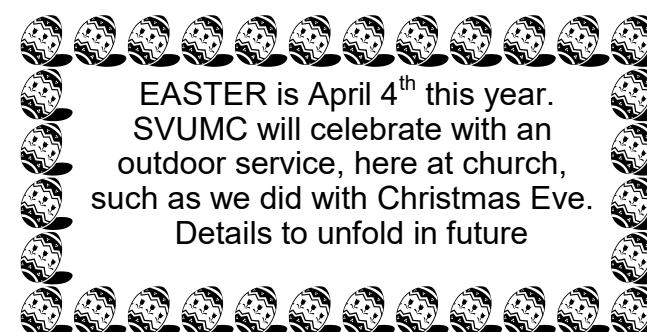 EASTER is April 4th this year.
SVUMC will celebrate with an
outdoor service, here at church,
such as we did with Christmas Eve.
Details to unfold in future